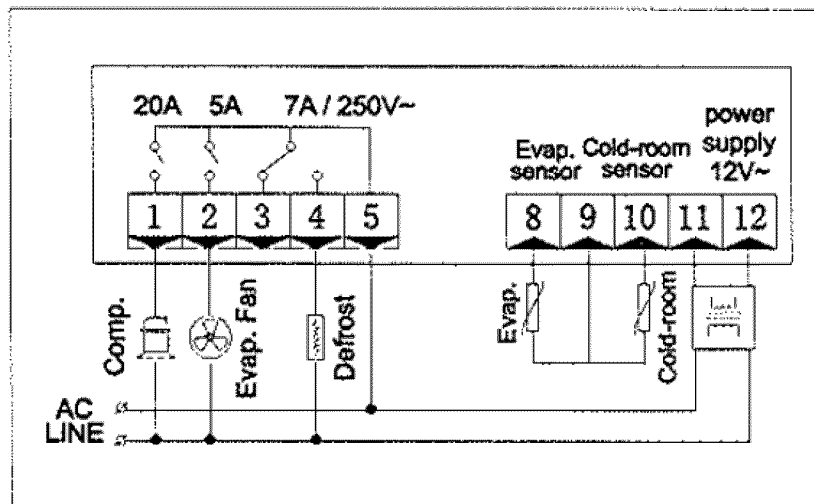 20A 5A 7A / 250V~
power
supply
12V~
Evap. Cold-room
sensor sensor
1 2 3 4 5
8 9 10 11 12
Comp.
Evap. Fan
Defrost
Evap.
Cold-room
AC
LINE